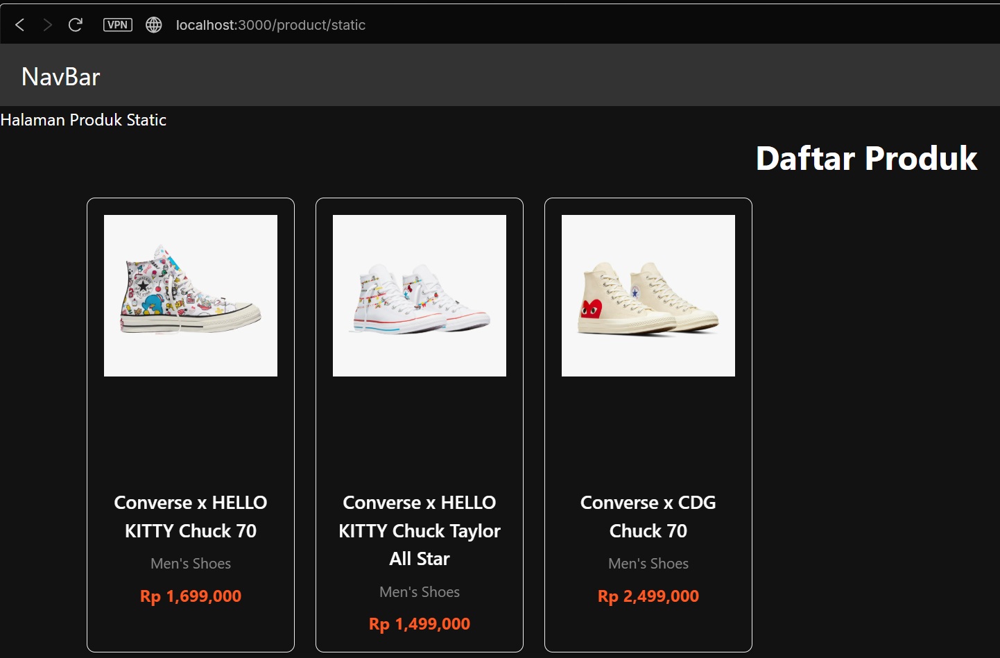 VPN
localhost:3000/product/static
NavBar
Halaman Produk Static
Daftar Produk
Converse x HELLO
KITTY Chuck 70
Men's Shoes
Rp 1,699,000
Converse x HELLO
KITTY Chuck Taylor
All Star
Men's Shoes
Rp 1,499,000
Converse x CDG
Chuck 70
Men's Shoes
Rp 2,499,000